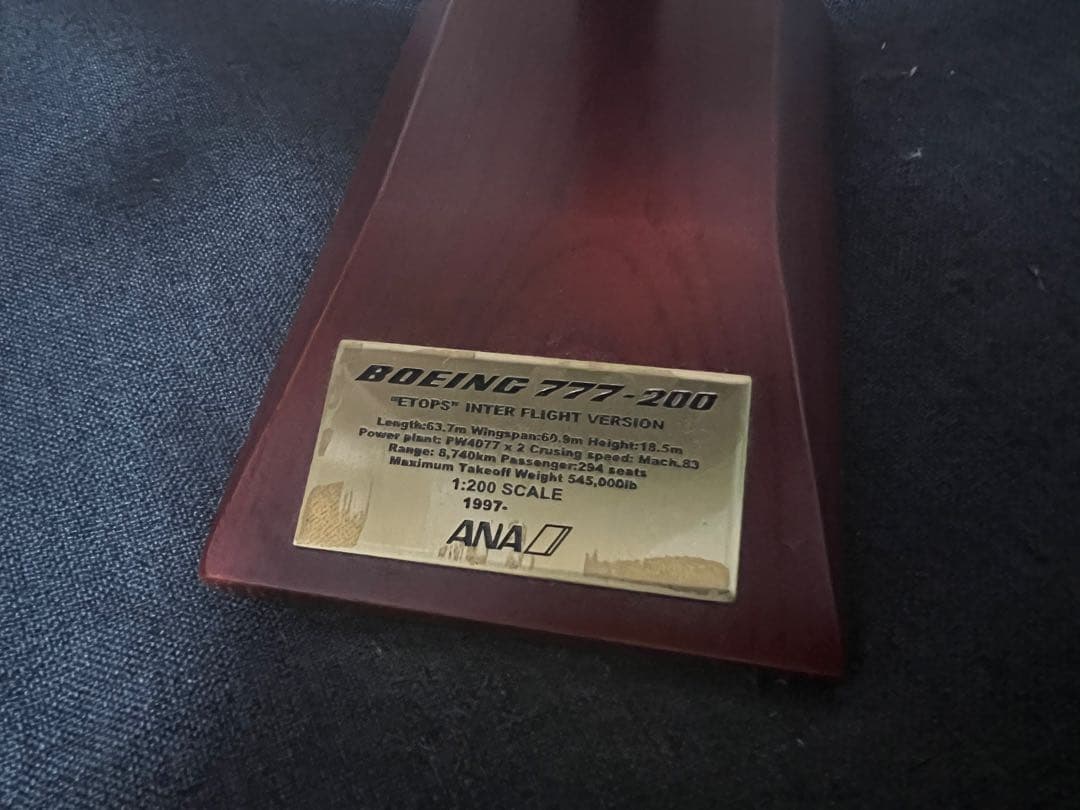 BOEING 777-200
"ETOPS" INTER FLIGHT VERSION
Length:63.7m Wingspan:60.9m Height:18.5m
Power plant: PW4077 x 2 Crusing speed: Mach.83
Range: 8,740km Passenger:294 seats
Maximum Takeoff Weight 545,000lb
1:200 SCALE
1997-
ANA